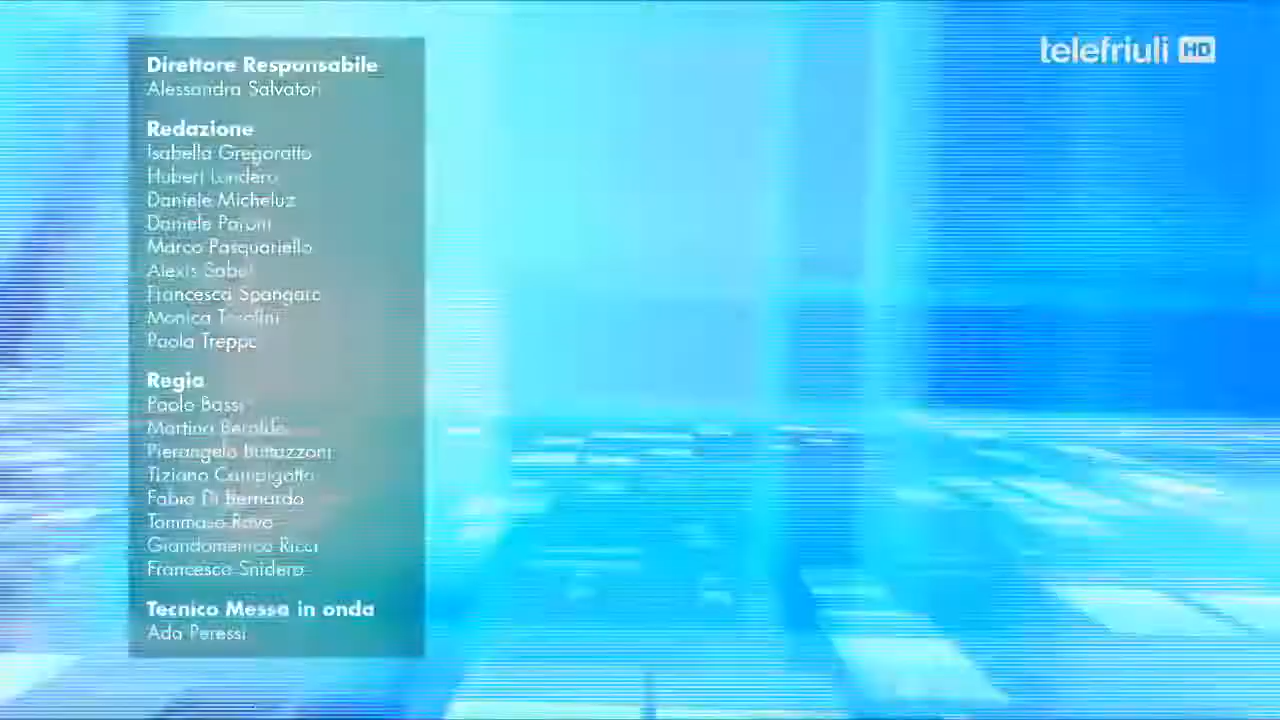 telefriuli HD
Direttore Responsabile
Alessandra Salvatori
Redazione
Isabella Gregoratto
Hubert Londero
Daniele Micheluz
Daniele Paroni
Marco Pasquariello
Alexis Sabot
Francesca Spangaro
Monica Tosolini
Paola Treppo
Regia
Paolo Bassi
Martina Beraldo
Pierangelo Buttazzoni
Tiziano Campigotto
Fabio Di Bernardo
Tommaso
Giandomenico Ricci
Francesco Snidero
Tecnico Messa in onda
Ada Peressi